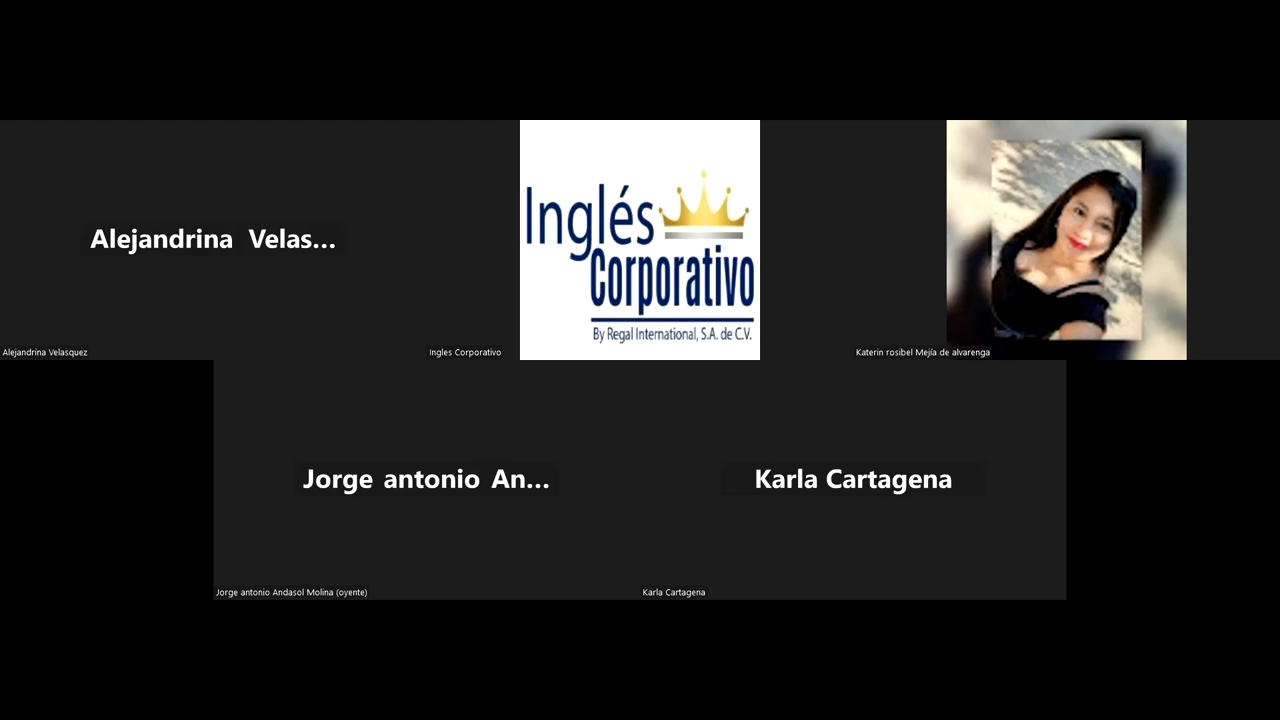 Alejandrina Velas...
Alejandrina Velasquez
Inglés
Corporativo
By Regal International, S.A. de C.V.
Ingles Corporativo
Katerin rosibel Mejía de alvarenga
Jorge antonio An...
Jorge antonio Andasol Molina (oyente)
Karla Cartagena
Karla Cartagena